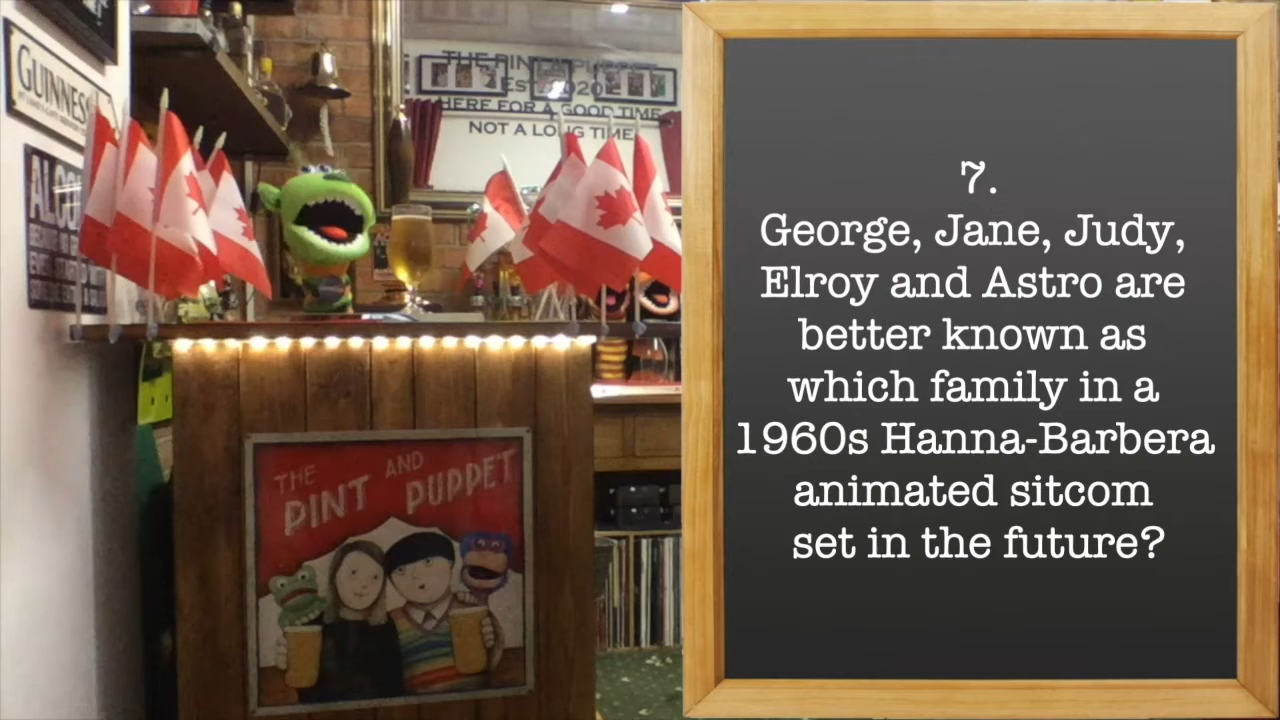 GUINNESS
THE PINT & PUPPET
EST. 2020
HERE FOR A GOOD TIME
NOT A LONG TIME
THE AND
PINT PUPPET
7.
George, Jane, Judy,
Elroy and Astro are
better known as
which family in a
1960s Hanna-Barbera
animated sitcom
set in the future?